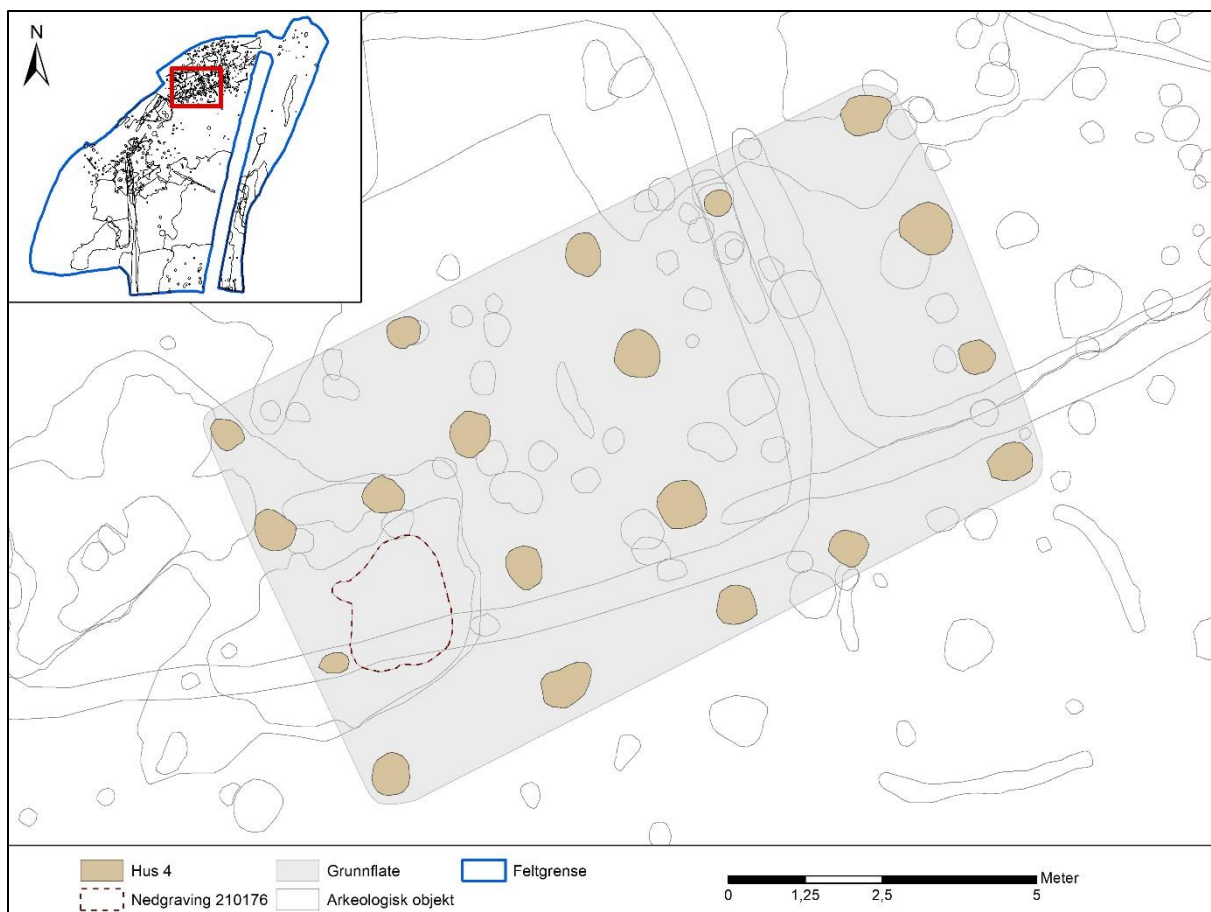 N
Hus 4
Grunnflate
Feltgrense
Nedgraving 210176
Arkeologisk objekt
Meter
0
1,25
2,5
5